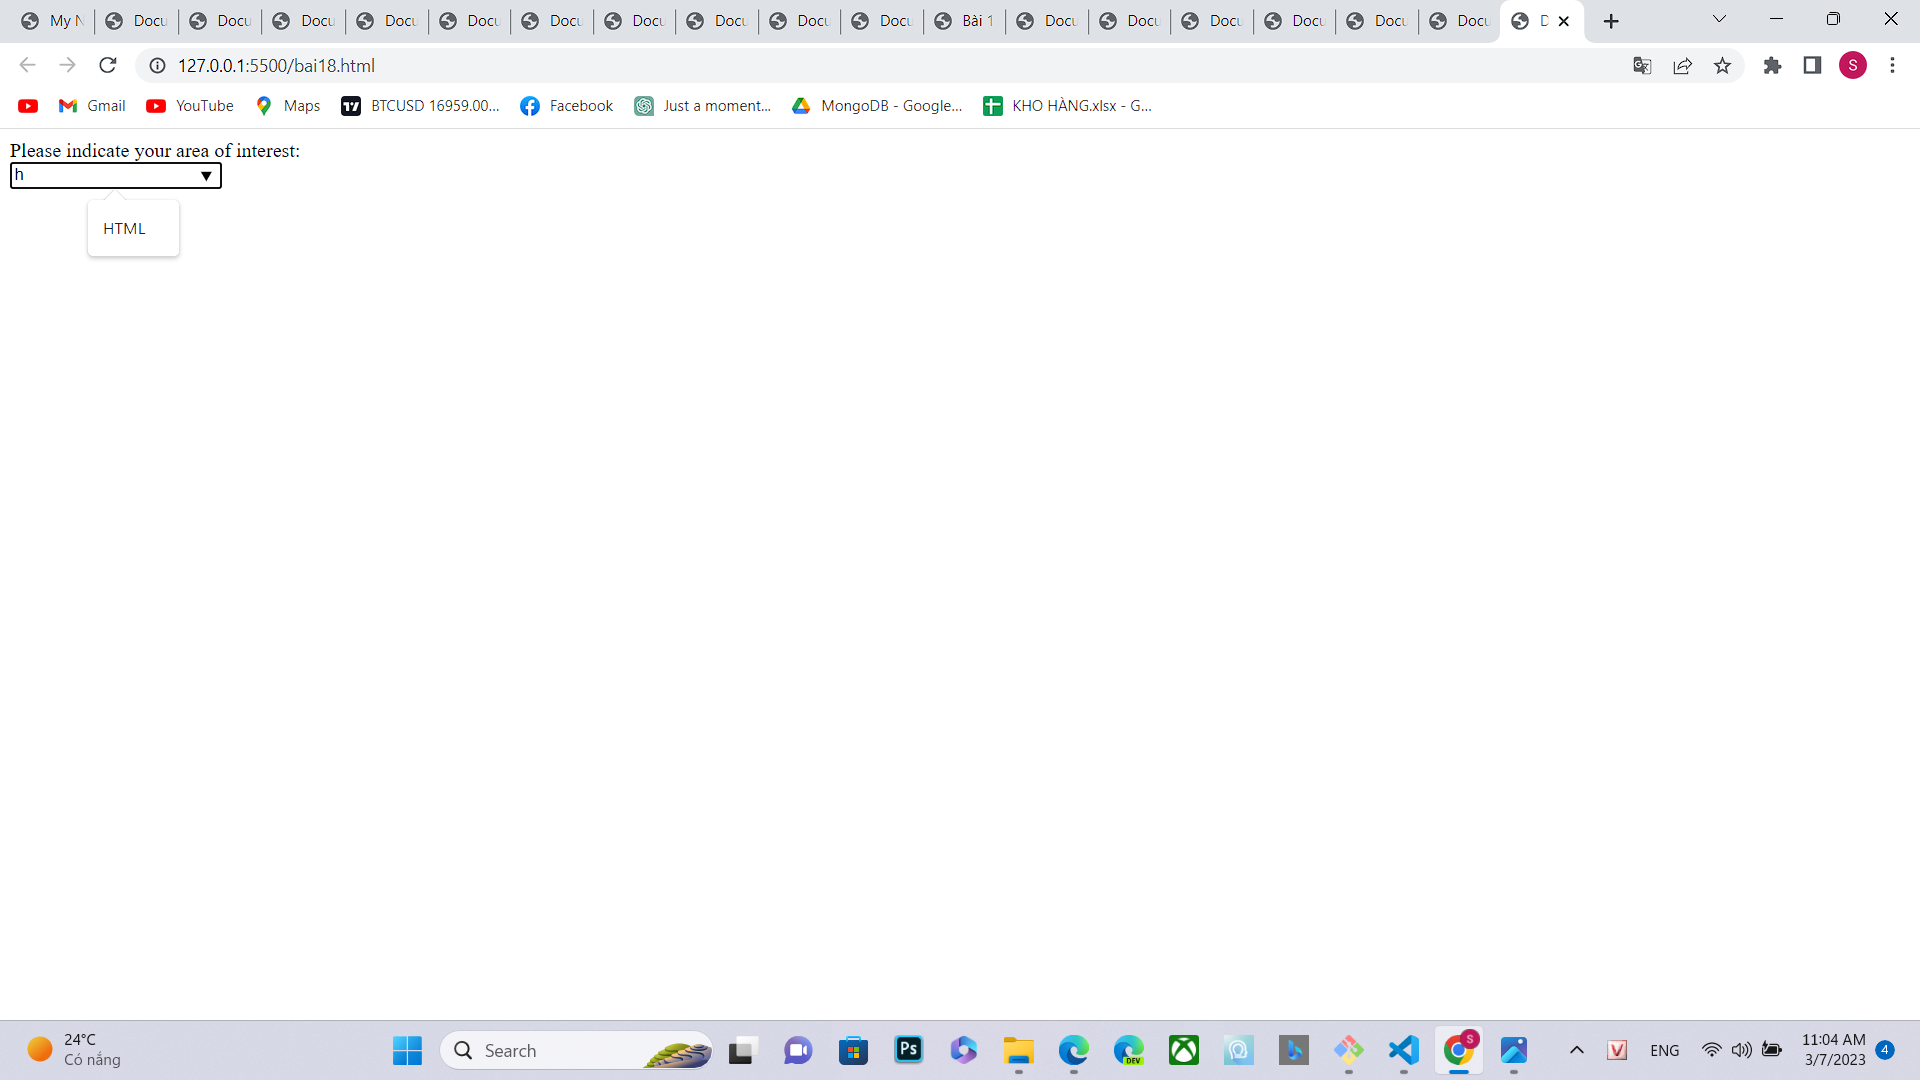 My N Docu Docu Docu Docu Docu Docu Docu Docu Docu Docu Bài 1 Docu Docu Docu Docu Docu Docu D
127.0.0.1:5500/bai18.html
S
Gmail YouTube Maps BTCUSD 16959.00... Facebook Just a moment... MongoDB - Google... KHO HÀNG.xlsx - G...
Please indicate your area of interest:
h
HTML
24°C
Có nắng
Search
Ps
DEV
S
V
ENG
11:04 AM
3/7/2023
4